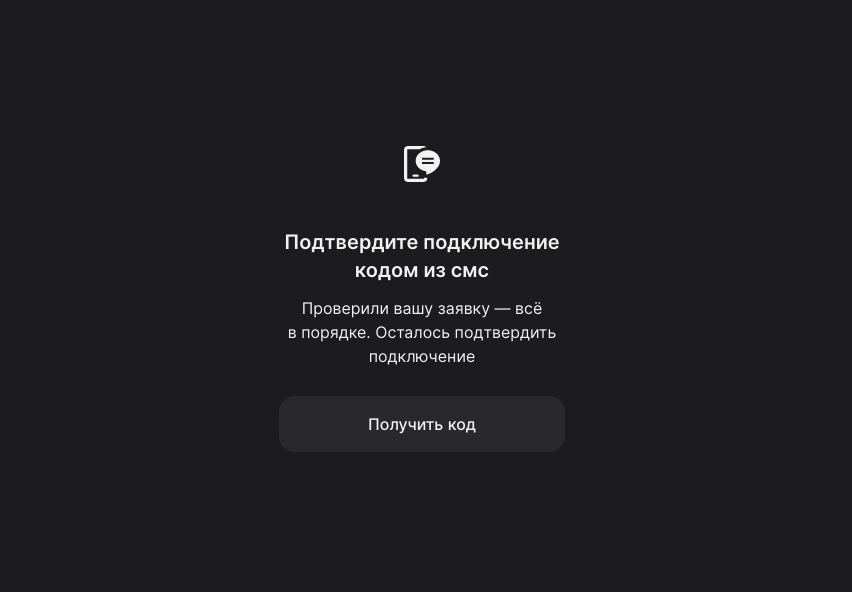 Подтвердите подключение
кодом из смс
Проверили вашу заявку — всё
в порядке. Осталось подтвердить
подключение
Получить код